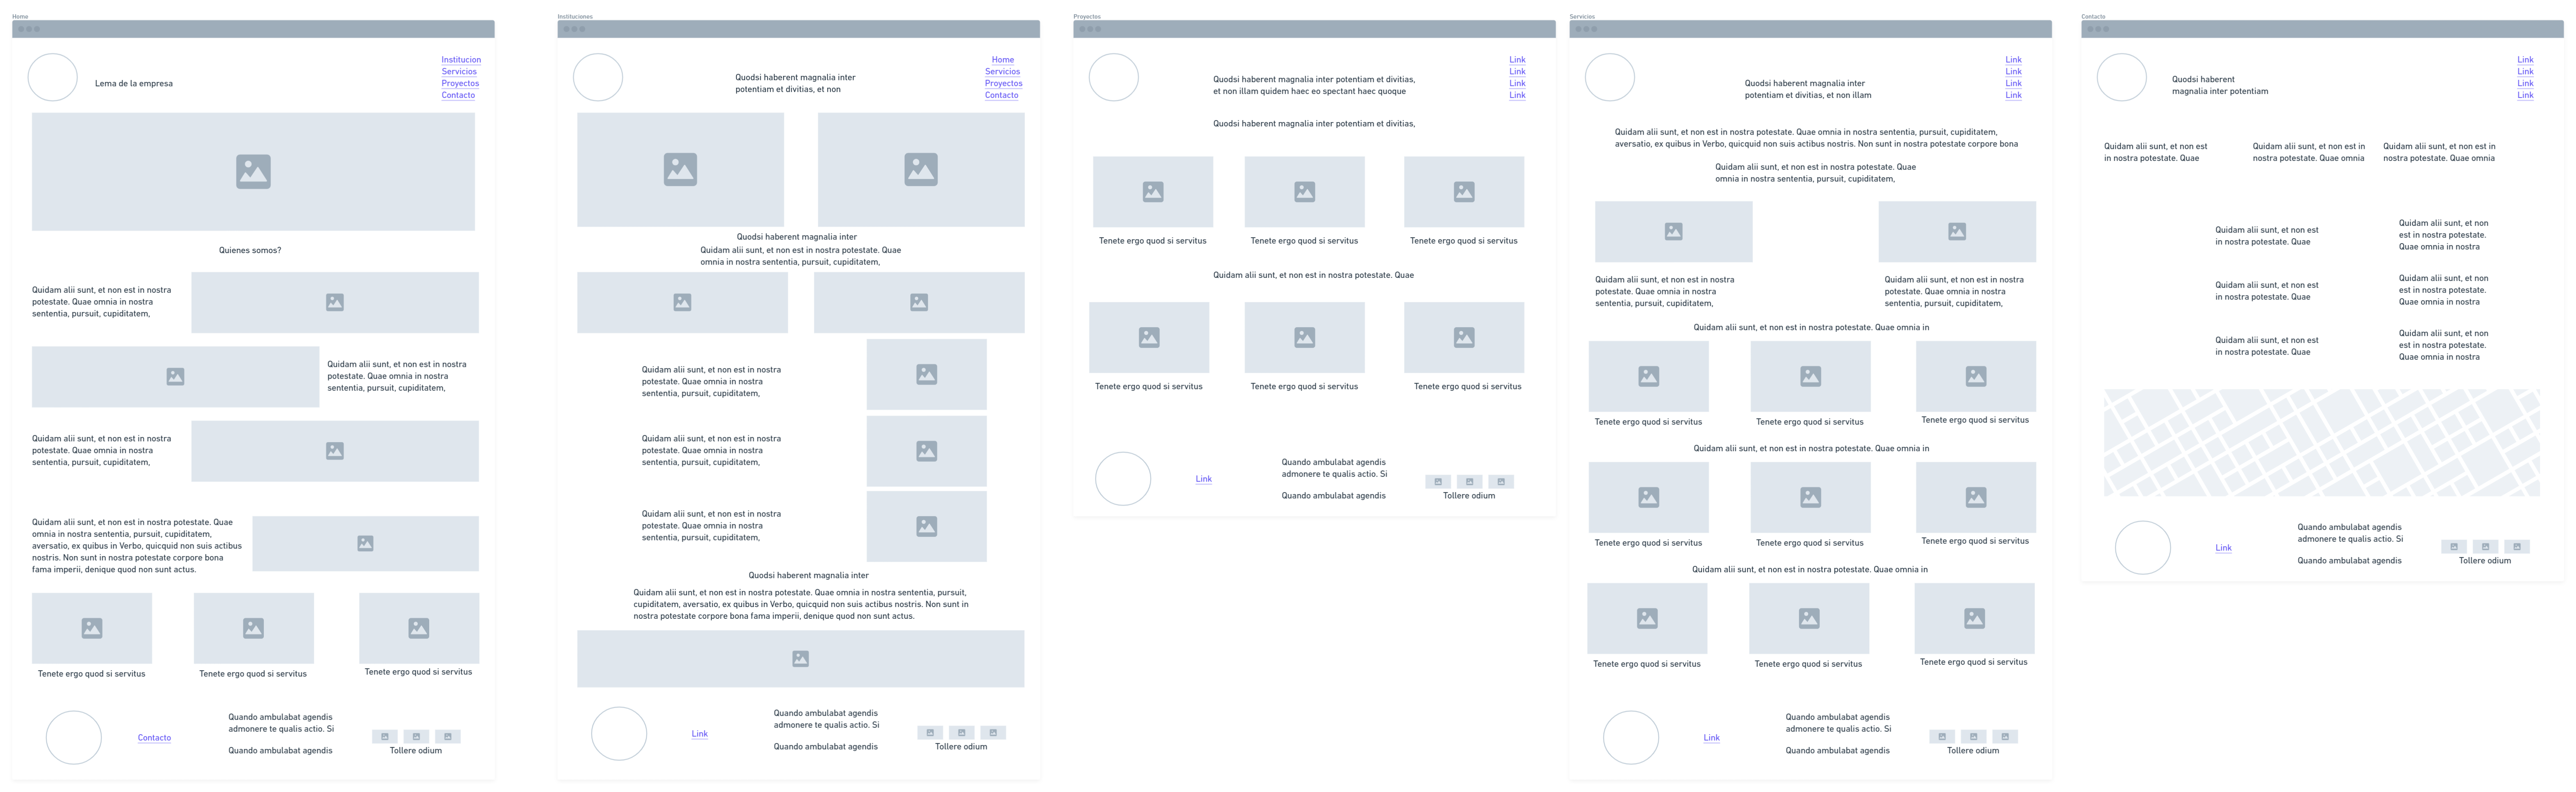 Home
Lema de la empresa
Institucion
Servicios
Proyectos
Contacto
Quienes somos?
Quidam alii sunt, et non est in nostra
potestate. Quae omnia in nostra
sententia, pursuit, cupiditatem,
Quidam alii sunt, et non est in nostra
potestate. Quae omnia in nostra
sententia, pursuit, cupiditatem,
Quidam alii sunt, et non est in nostra
potestate. Quae omnia in nostra
sententia, pursuit, cupiditatem,
Quidam alii sunt, et non est in nostra potestate. Quae
omnia in nostra sententia, pursuit, cupiditatem,
aversatio, ex quibus in Verbo, quicquid non suis actibus
nostris. Non sunt in nostra potestate corpore bona
fama imperii, denique quod non sunt actus.
Tenete ergo quod si servitus
Tenete ergo quod si servitus
Tenete ergo quod si servitus
Contacto
Quando ambulabat agendis
admonere te qualis actio. Si
Quando ambulabat agendis
Tollere odium
Instituciones
Quodsi haberent magnalia inter
potentiam et divitias, et non
Home
Servicios
Proyectos
Contacto
Quodsi haberent magnalia inter
Quidam alii sunt, et non est in nostra potestate. Quae
omnia in nostra sententia, pursuit, cupiditatem,
Quidam alii sunt, et non est in nostra
potestate. Quae omnia in nostra
sententia, pursuit, cupiditatem,
Quidam alii sunt, et non est in nostra
potestate. Quae omnia in nostra
sententia, pursuit, cupiditatem,
Quidam alii sunt, et non est in nostra
potestate. Quae omnia in nostra
sententia, pursuit, cupiditatem,
Quodsi haberent magnalia inter
Quidam alii sunt, et non est in nostra potestate. Quae omnia in nostra sententia, pursuit,
cupiditatem, aversatio, ex quibus in Verbo, quicquid non suis actibus nostris. Non sunt in
nostra potestate corpore bona fama imperii, denique quod non sunt actus.
Link
Quando ambulabat agendis
admonere te qualis actio. Si
Quando ambulabat agendis
Tollere odium
Proyectos
Quodsi haberent magnalia inter potentiam et divitias,
et non illam quidem haec eo spectant haec quoque
Link
Link
Link
Link
Quodsi haberent magnalia inter potentiam et divitias,
Tenete ergo quod si servitus
Tenete ergo quod si servitus
Tenete ergo quod si servitus
Quidam alii sunt, et non est in nostra potestate. Quae
Tenete ergo quod si servitus
Tenete ergo quod si servitus
Tenete ergo quod si servitus
Link
Quando ambulabat agendis
admonere te qualis actio. Si
Quando ambulabat agendis
Tollere odium
Servicios
Quodsi haberent magnalia inter
potentiam et divitias, et non illam
Link
Link
Link
Link
Quidam alii sunt, et non est in nostra potestate. Quae omnia in nostra sententia, pursuit, cupiditatem,
aversatio, ex quibus in Verbo, quicquid non suis actibus nostris. Non sunt in nostra potestate corpore bona
Quidam alii sunt, et non est in nostra potestate. Quae
omnia in nostra sententia, pursuit, cupiditatem,
Quidam alii sunt, et non est in nostra
potestate. Quae omnia in nostra
sententia, pursuit, cupiditatem,
Quidam alii sunt, et non est in nostra
potestate. Quae omnia in nostra
sententia, pursuit, cupiditatem,
Quidam alii sunt, et non est in nostra potestate. Quae omnia in
Tenete ergo quod si servitus
Tenete ergo quod si servitus
Tenete ergo quod si servitus
Quidam alii sunt, et non est in nostra potestate. Quae omnia in
Tenete ergo quod si servitus
Tenete ergo quod si servitus
Tenete ergo quod si servitus
Quidam alii sunt, et non est in nostra potestate. Quae omnia in
Tenete ergo quod si servitus
Tenete ergo quod si servitus
Tenete ergo quod si servitus
Link
Quando ambulabat agendis
admonere te qualis actio. Si
Quando ambulabat agendis
Tollere odium
Contacto
Quodsi haberent
magnalia inter potentiam
Link
Link
Link
Link
Quidam alii sunt, et non est
in nostra potestate. Quae
Quidam alii sunt, et non est in
nostra potestate. Quae omnia
Quidam alii sunt, et non est in
nostra potestate. Quae omnia
Quidam alii sunt, et non est
in nostra potestate. Quae
Quidam alii sunt, et non
est in nostra potestate.
Quae omnia in nostra
Quidam alii sunt, et non est
in nostra potestate. Quae
Quidam alii sunt, et non
est in nostra potestate.
Quae omnia in nostra
Quidam alii sunt, et non est
in nostra potestate. Quae
Quidam alii sunt, et non
est in nostra potestate.
Quae omnia in nostra
Link
Quando ambulabat agendis
admonere te qualis actio. Si
Quando ambulabat agendis
Tollere odium